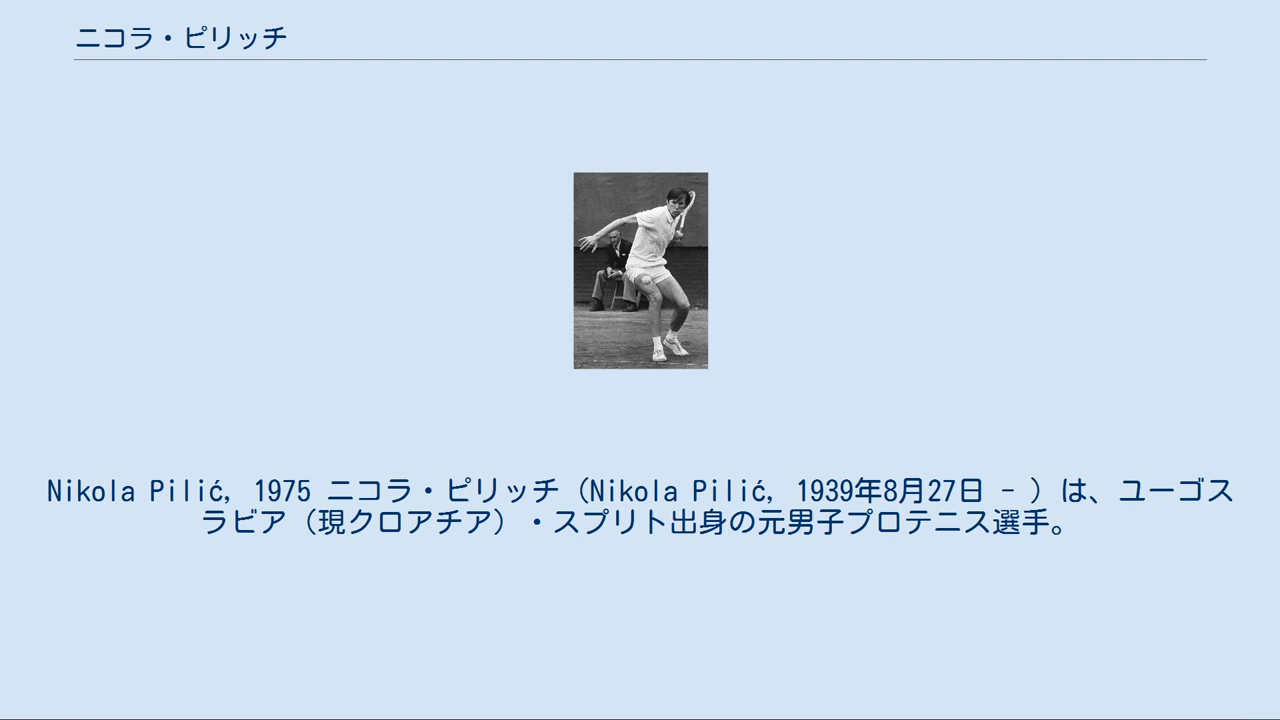 ニコラ・ピリッチ
Nikola Pilić, 1975 ニコラ・ピリッチ（Nikola Pilić, 1939年8月27日 - ）は、ユーゴス
ラビア（現クロアチア）・スプリト出身の元男子プロテニス選手。